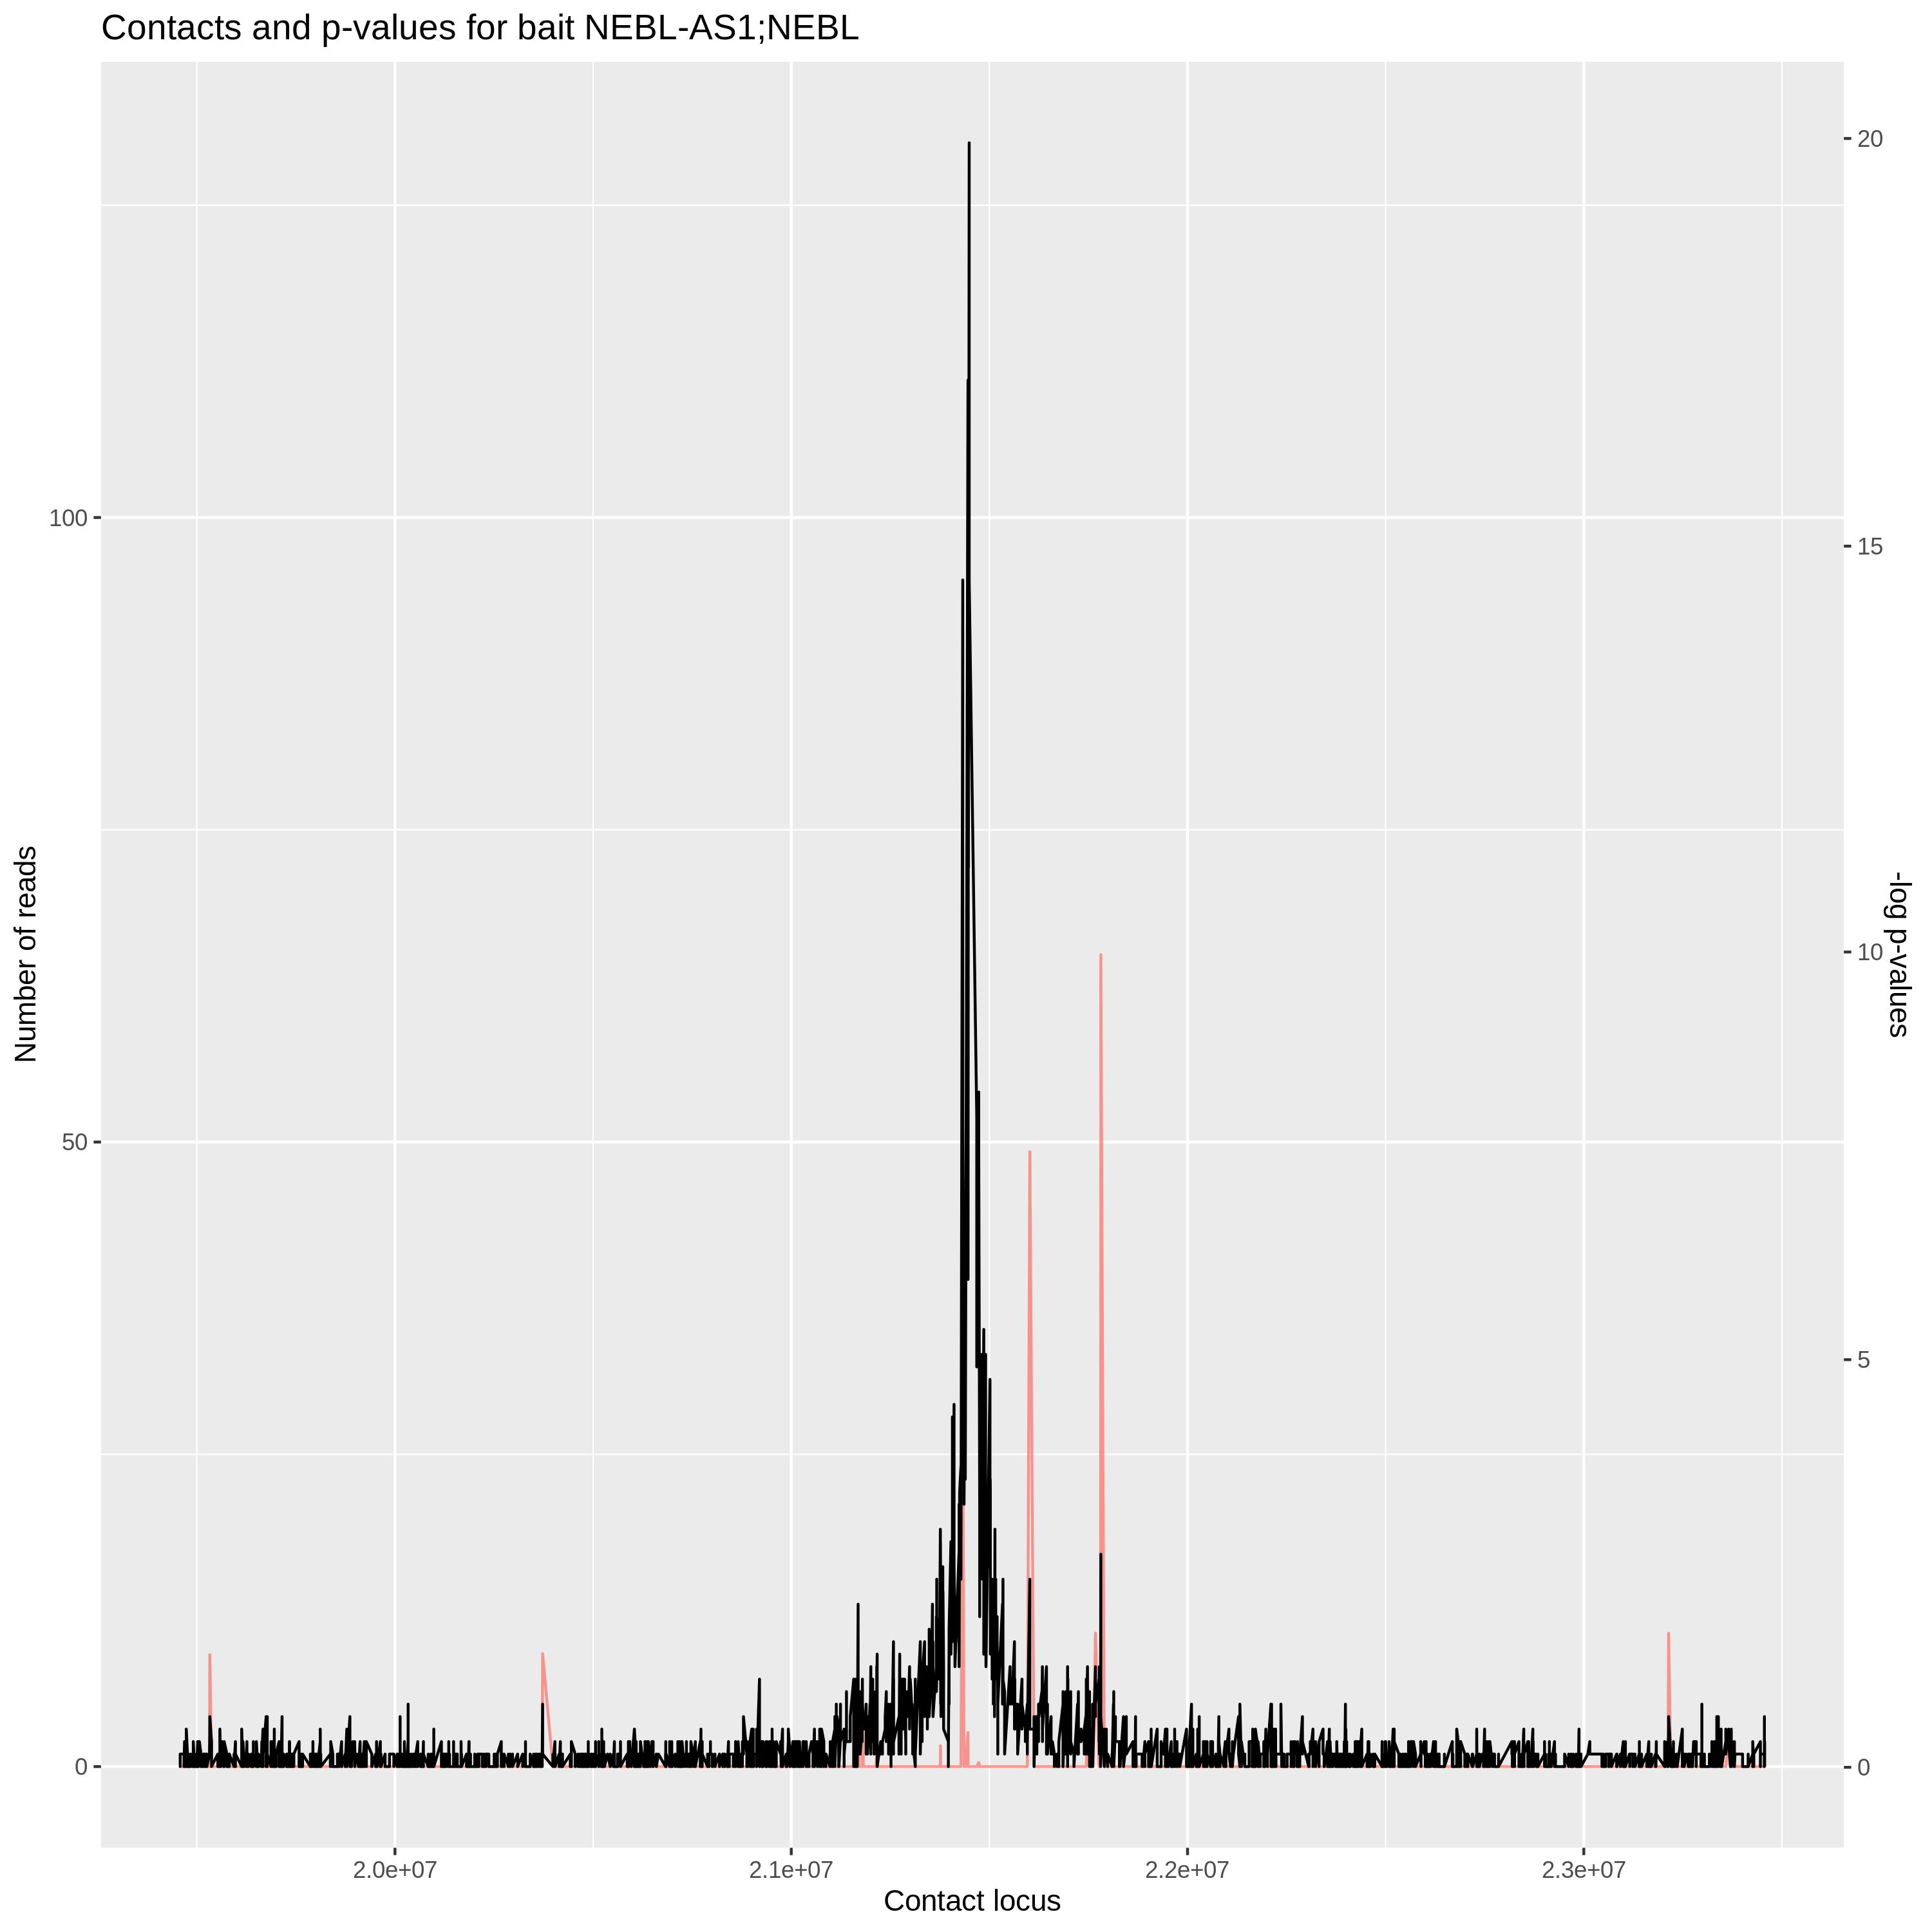 Contacts and p-values for bait NEBL-AS1;NEBL
20
100
15
Number of reads
-log p-values
10
50
5
0
0
2.0e+07
2.1e+07
2.2e+07
2.3e+07
Contact locus